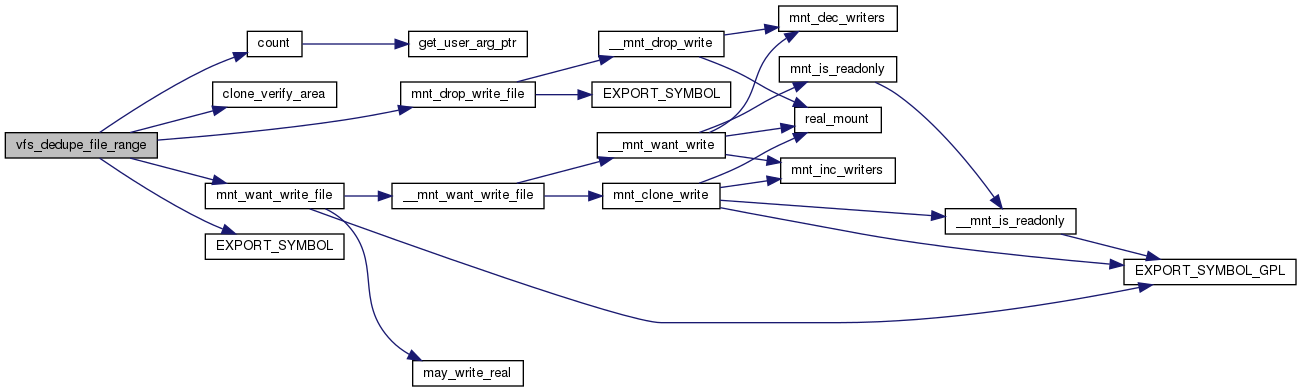 vfs_dedupe_file_range
count
get_user_arg_ptr
clone_verify_area
mnt_drop_write_file
__mnt_drop_write
EXPORT_SYMBOL
mnt_dec_writers
mnt_is_readonly
real_mount
__mnt_want_write
mnt_inc_writers
mnt_want_write_file
__mnt_want_write_file
mnt_clone_write
__mnt_is_readonly
EXPORT_SYMBOL
EXPORT_SYMBOL_GPL
may_write_real